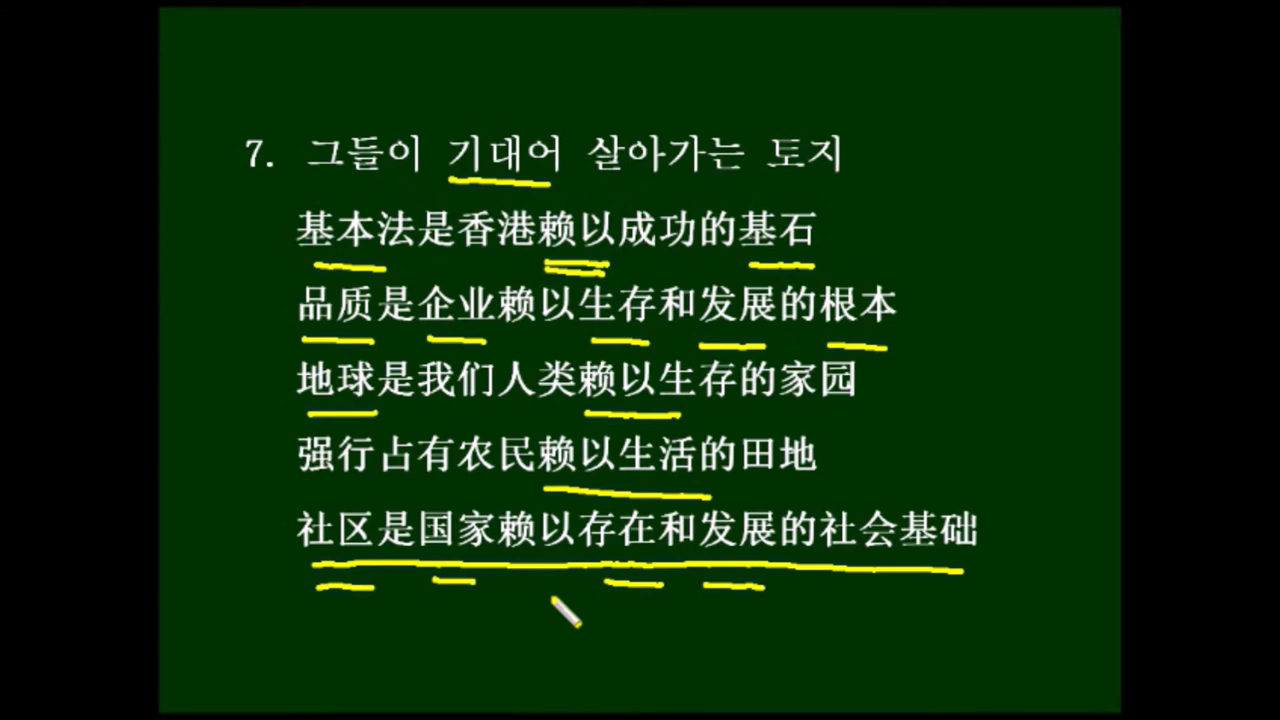 7. 그들이 기대어 살아가는 토지
基本法是香港赖以成功的基石
品质是企业赖以生存和发展的根本
地球是我们人类赖以生存的家园
强行占有农民赖以生活的田地
社区是国家赖以存在和发展的社会基础